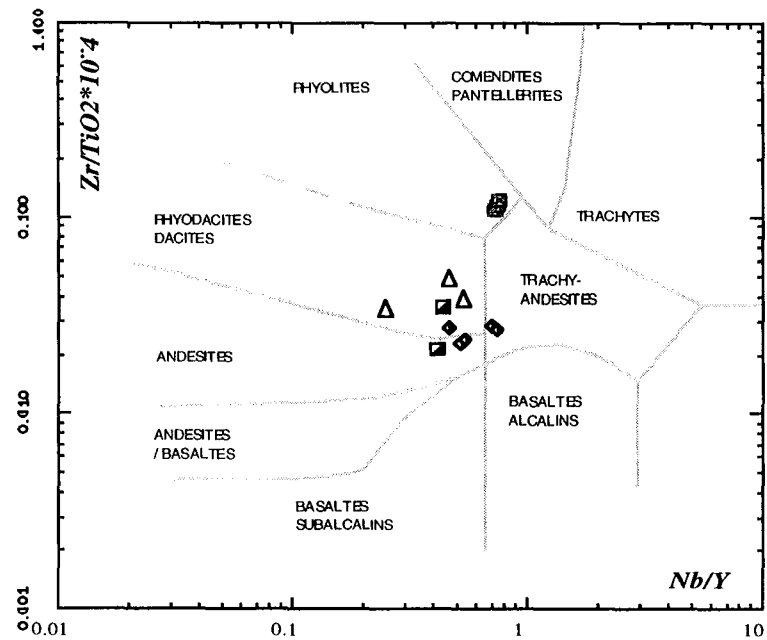 1.000
Zr/TiO2*10¨4
COMENDITES
PANTELLERITES
RHYOLITES
0.100
TRACHYTES
RHYODACITES
DACITES
TRACHY-
ANDESITES
ANDESITES
0.010
BASALTES
ALCALINS
ANDESITES
/ BASALTES
BASALTES
SUBALCALINS
Nb/Y
0.001
0.01
0.1
1
10